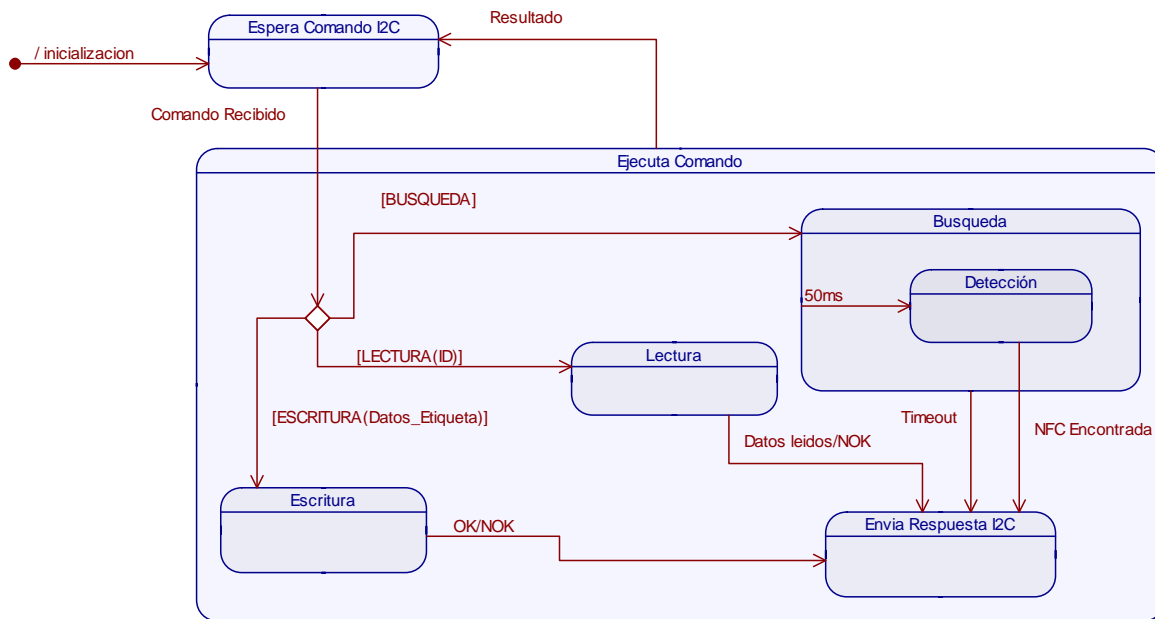 Resultado
Espera Comando I2C
/ inicializacion
Comando Recibido
Ejecuta Comando
[BUSQUEDA]
Busqueda
Detección
50ms
[LECTURA(ID)]
Lectura
[ESCRITURA(Datos_Etiqueta)]
Timeout
NFC Encontrada
Datos leidos/NOK
Escritura
OK/NOK
Envia Respuesta I2C